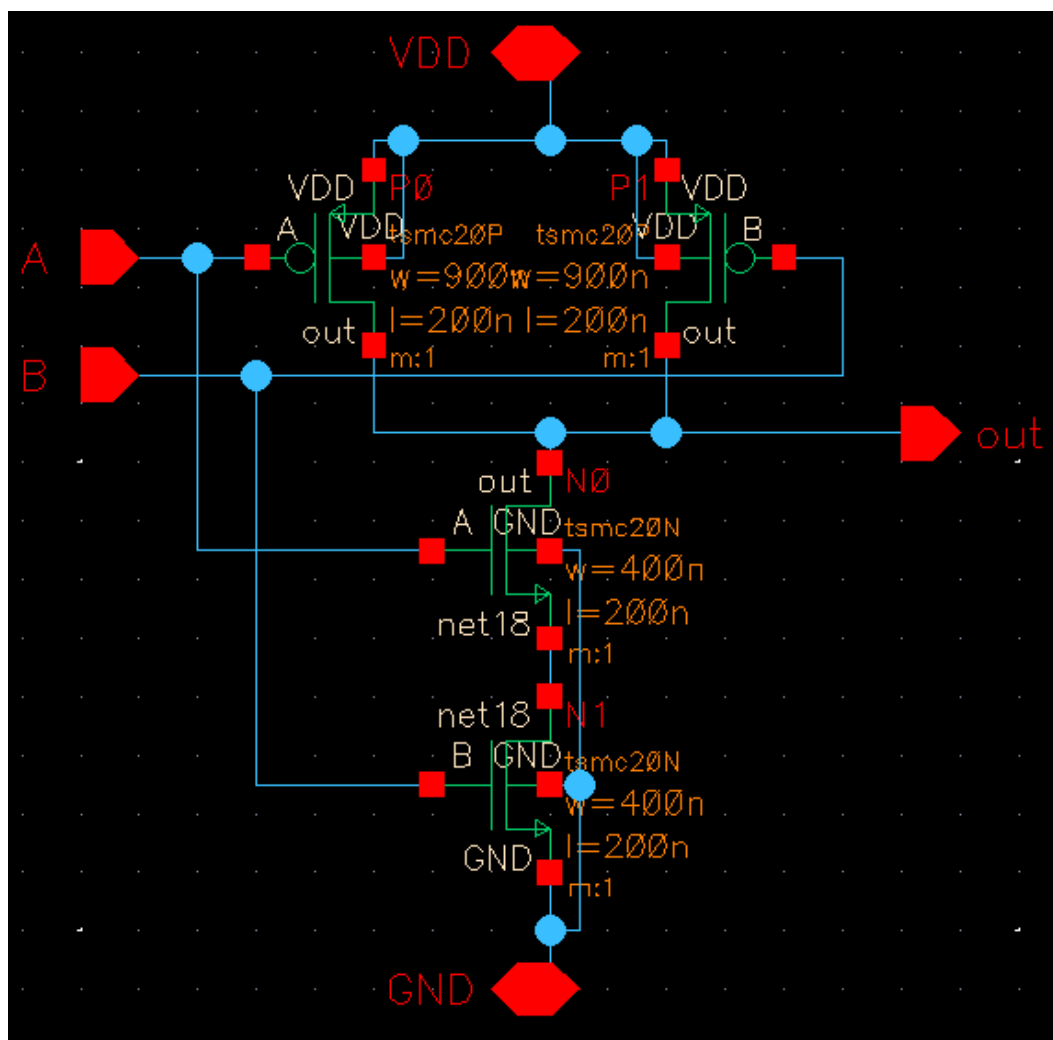 VDD
VDD P0
P1 VDD
A VDD
VDD B
tsmc20P
tsmc20P
A
w=900n
w=900n
l=200n
l=200n
out
out
m:1
m:1
B
out
out N0
A GND
tsmc20N
w=400n
l=200n
net18
m:1
net18 N1
B GND
tsmc20N
w=400n
l=200n
GND
m:1
GND